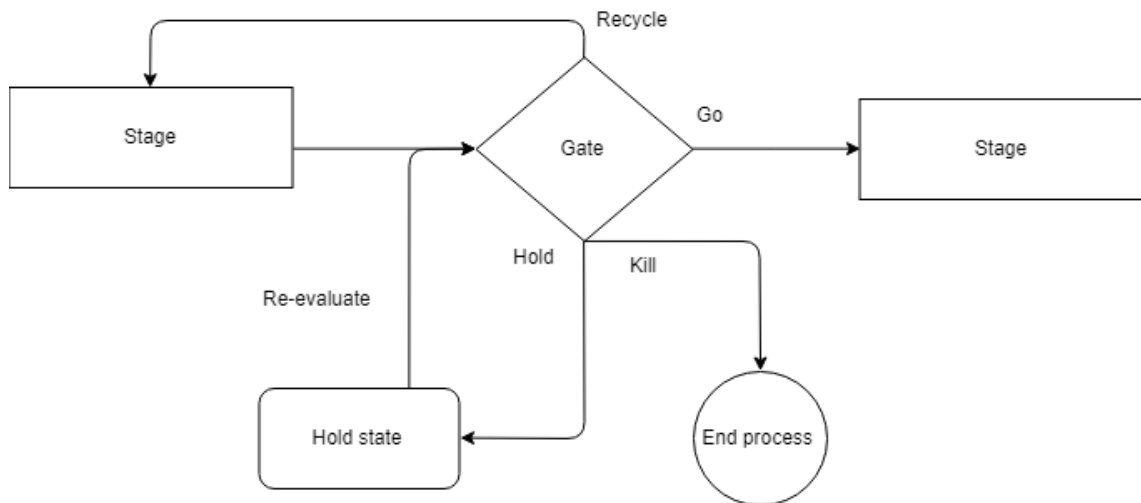 Recycle
Stage
Gate
Go
Stage
Hold
Kill
Re-evaluate
Hold state
End process